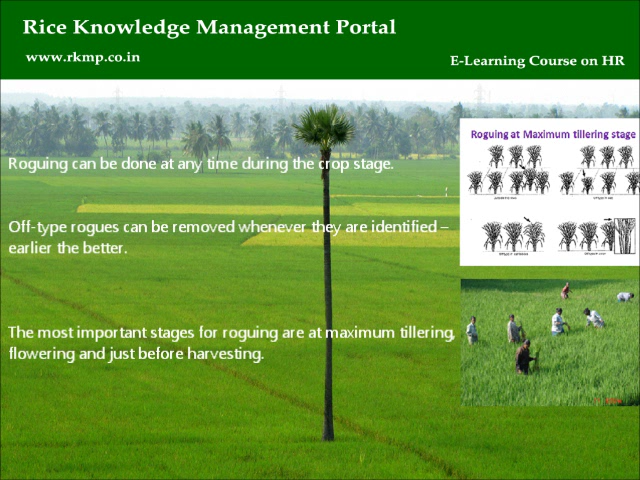 Rice Knowledge Management Portal
www.rkmp.co.in
E-Learning Course on HR
Roguing can be done at any time during the crop stage.
Off-type rogues can be removed whenever they are identified –
earlier the better.
The most important stages for roguing are at maximum tillering,
flowering and just before harvesting.
Roguing at Maximum tillering stage